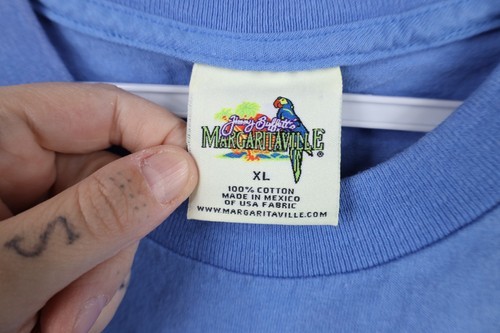 Jimmy Buffett's
MARGARITAVILLE®
XL
100% COTTON
MADE IN MEXICO
OF USA FABRIC
WWW.MARGARITAVILLE.COM
S